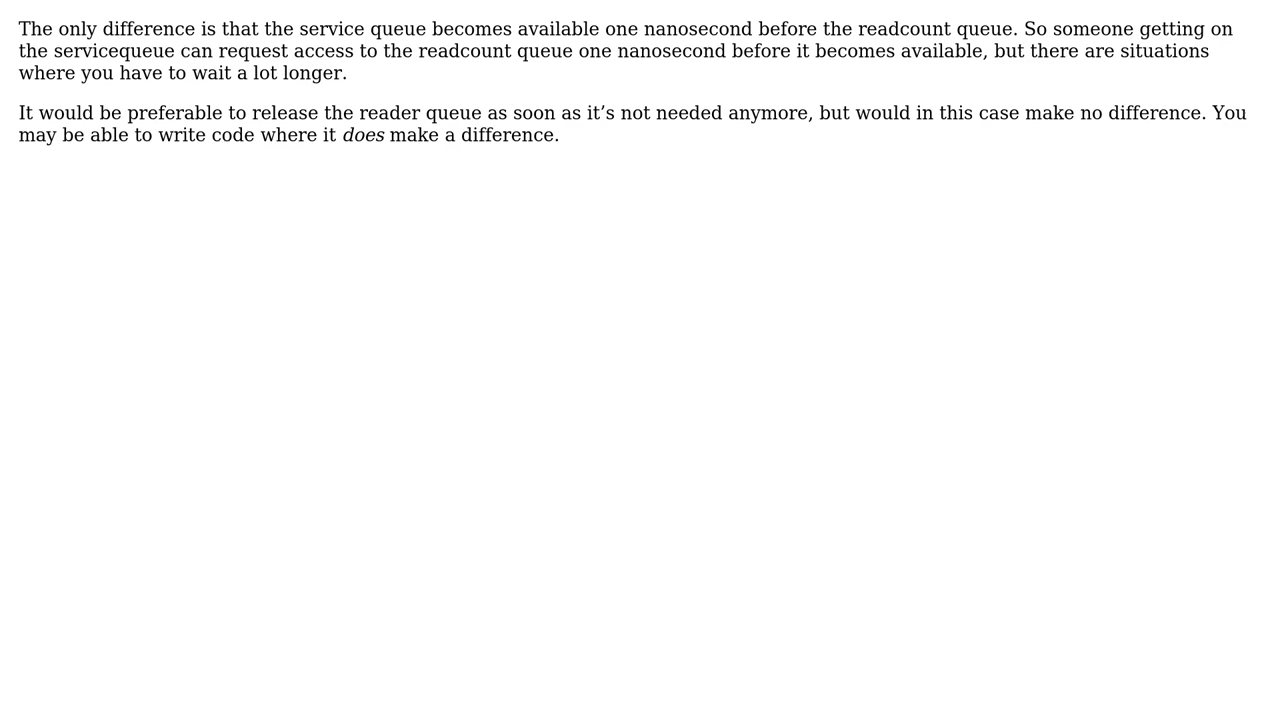 The only difference is that the service queue becomes available one nanosecond before the readcount queue. So someone getting on
the servicequeue can request access to the readcount queue one nanosecond before it becomes available, but there are situations
where you have to wait a lot longer.
It would be preferable to release the reader queue as soon as it’s not needed anymore, but would in this case make no difference. You
may be able to write code where it does make a difference.